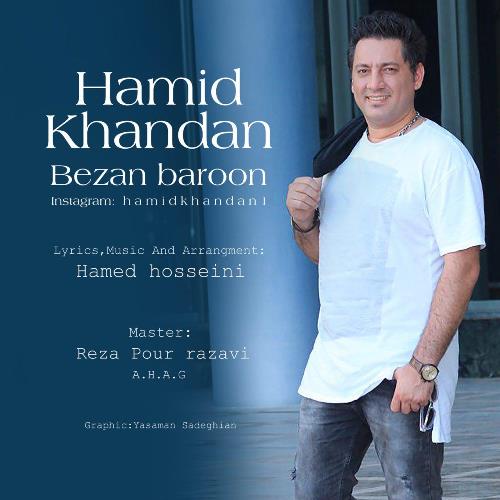 Hamid
Khandan
Bezan baroon
Instagram: hamidkhandan1
Lyrics,Music And Arrangment:
Hamed hosseini
Master:
Reza Pour razavi
A.H.A.G
Graphic:Yasaman Sadeghian